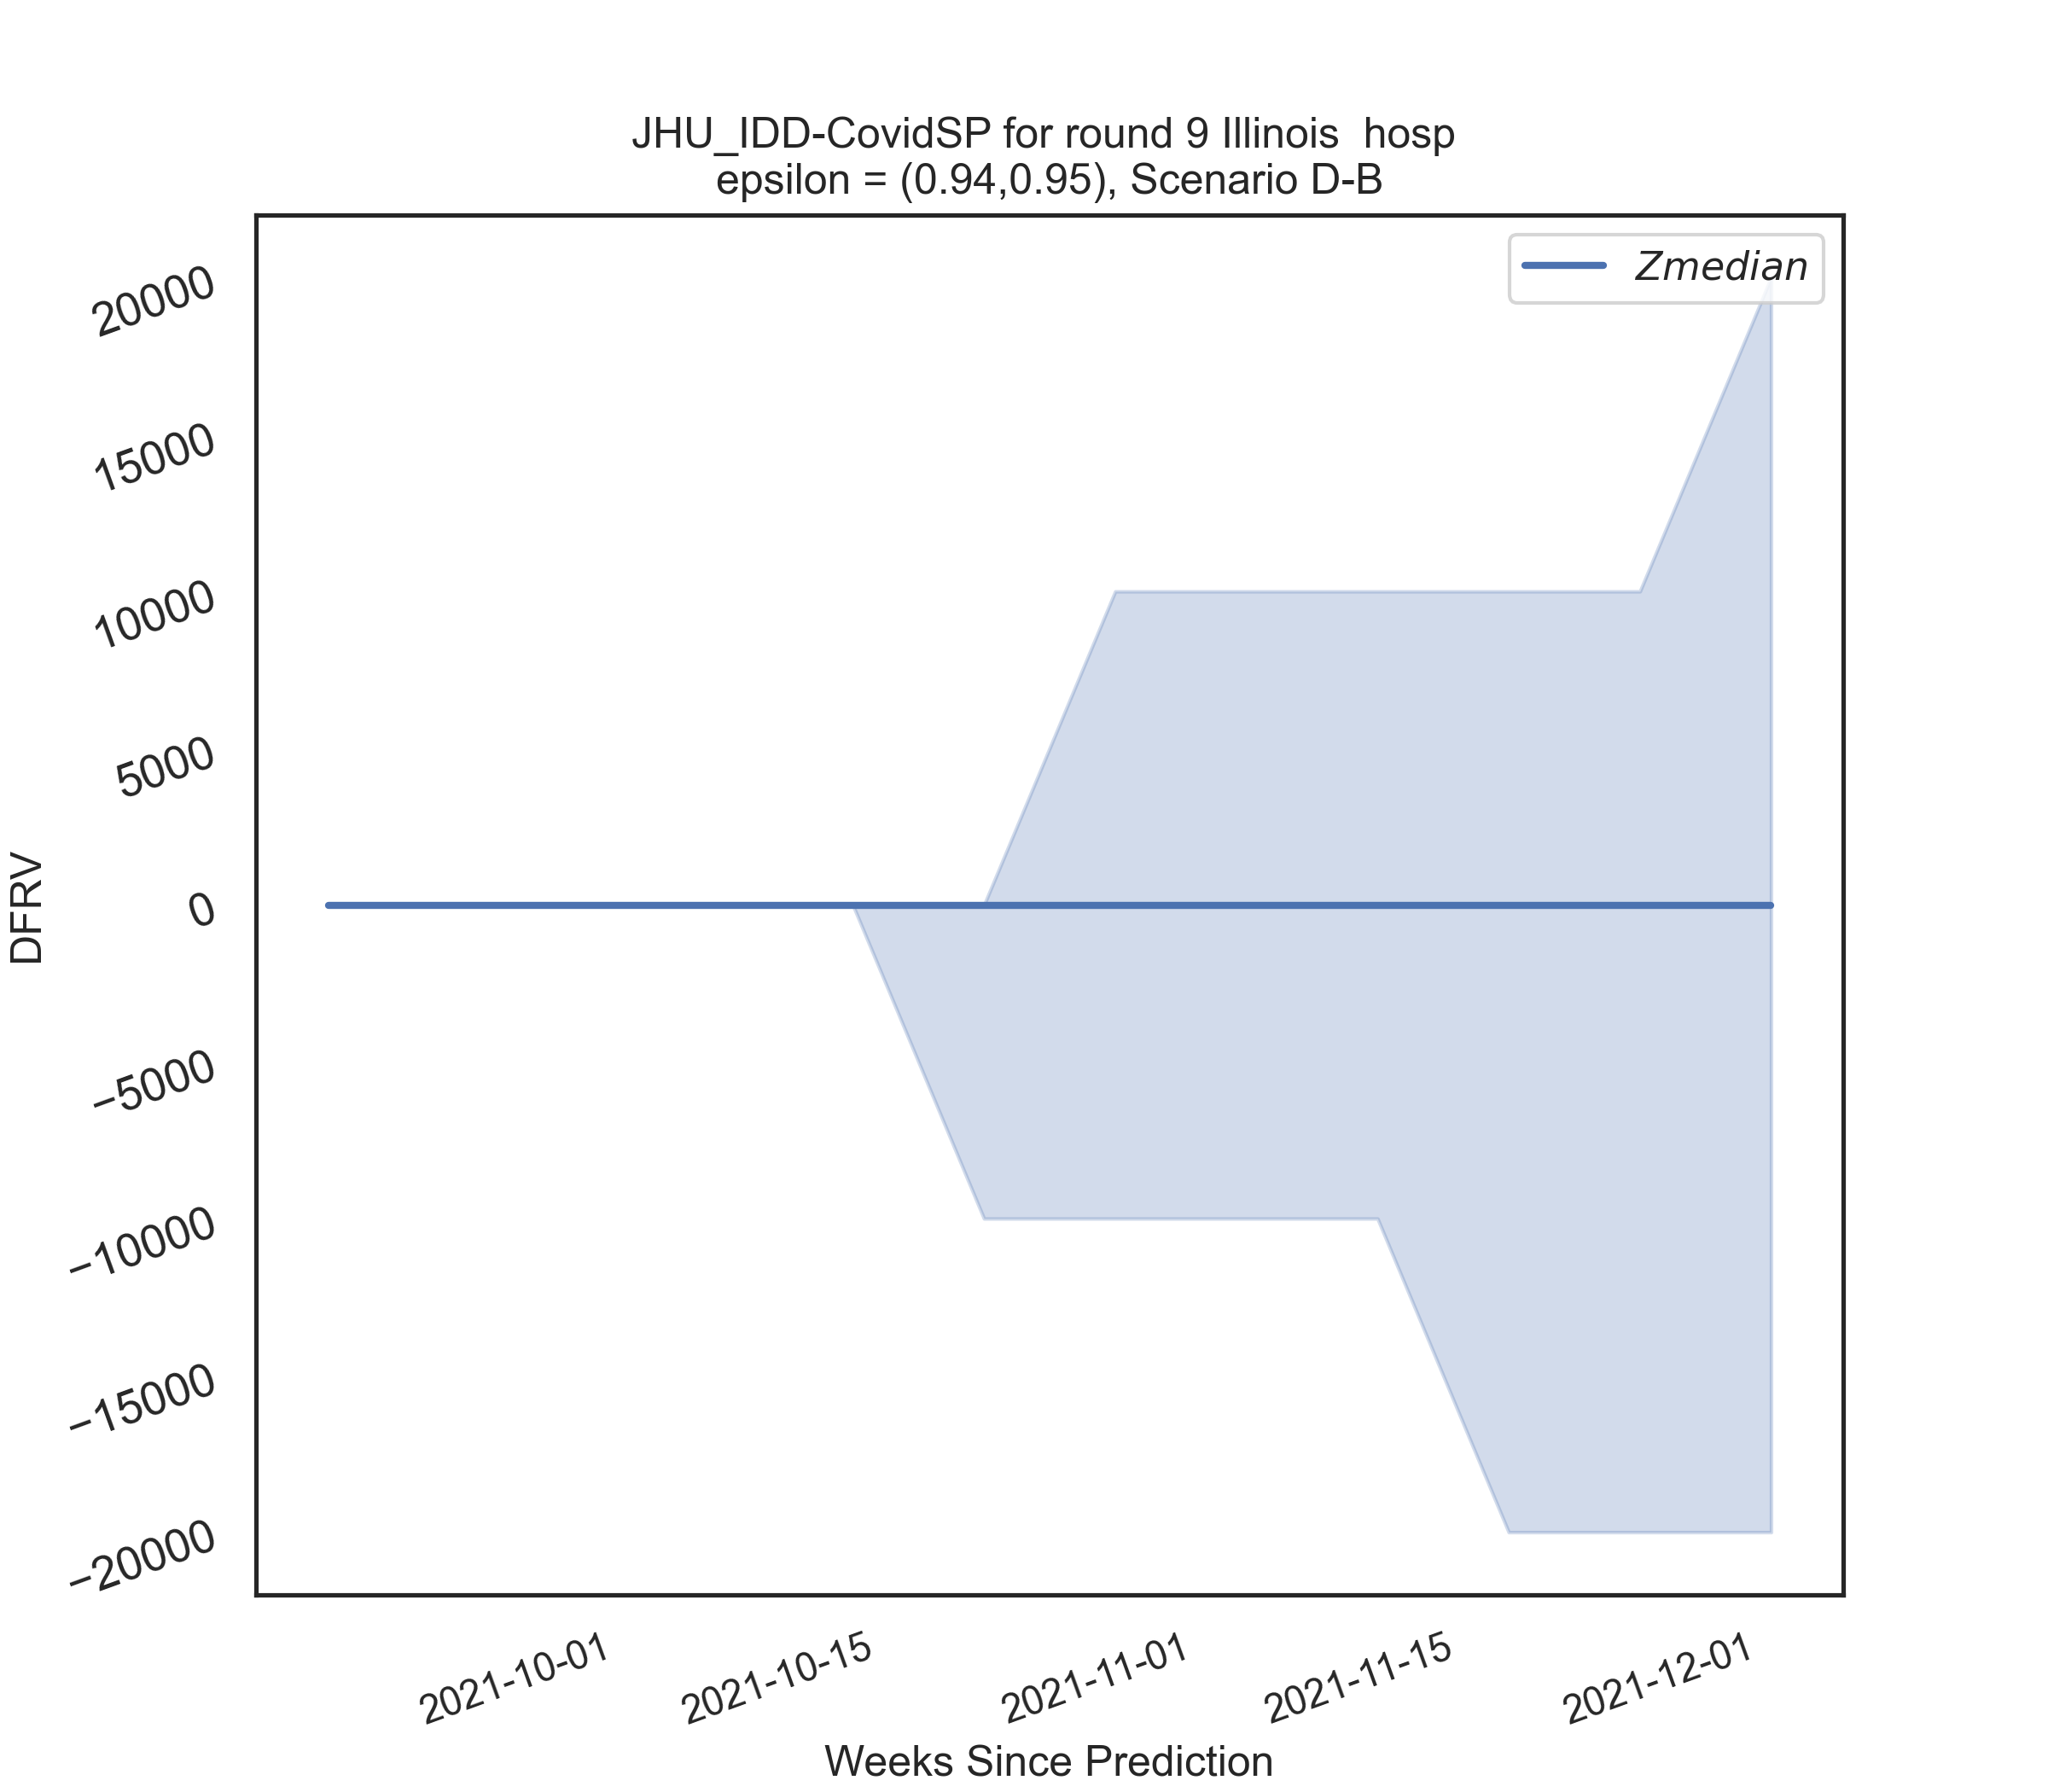 JHU_IDD-CovidSP for round 9 Illinois  hosp
epsilon = (0.94,0.95), Scenario D-B
Zmedian
20000
15000
10000
5000
0
−5000
−10000
−15000
−20000
DFRV
2021-10-01
2021-10-15
2021-11-01
2021-11-15
2021-12-01
Weeks Since Prediction